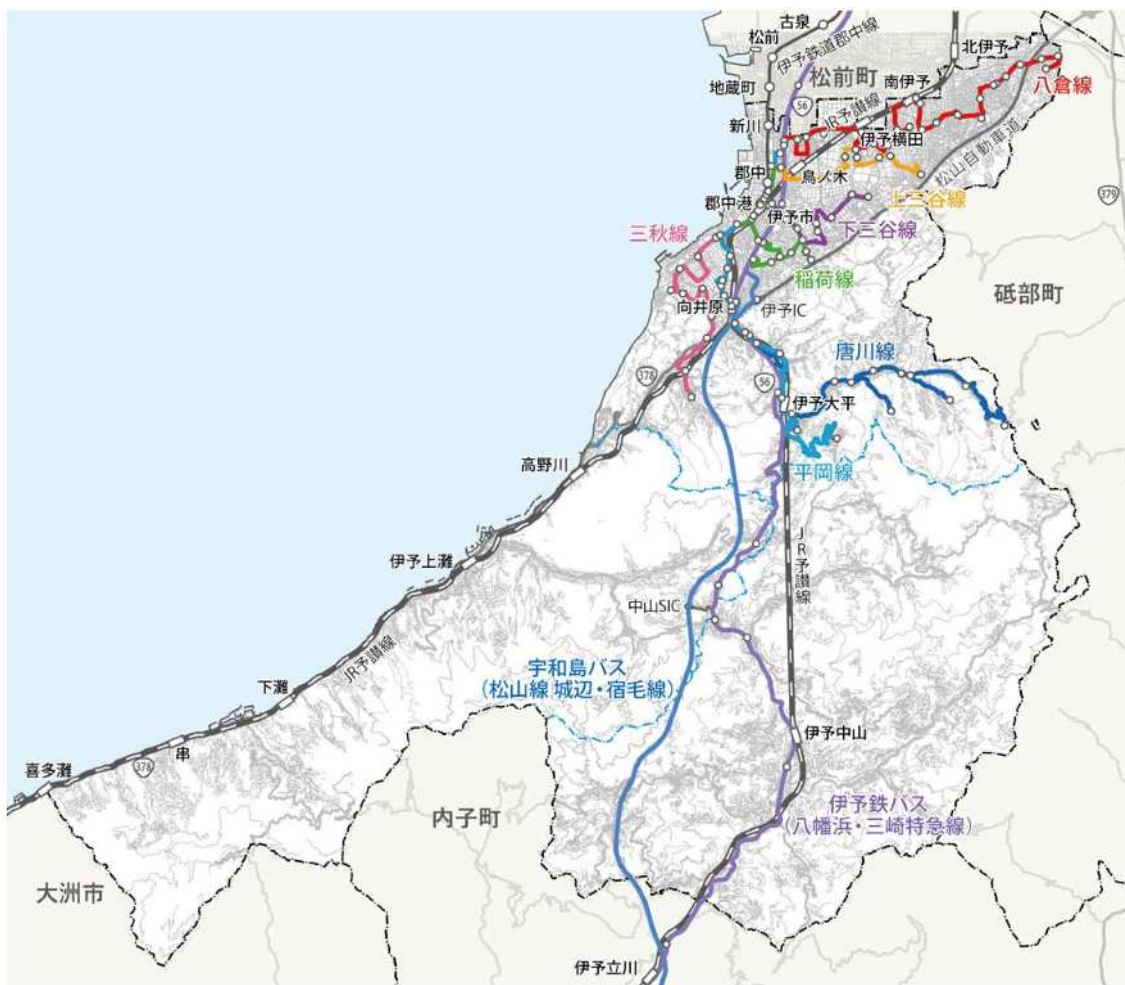 古泉
松前
伊予鉄道郡中線
北伊予
松前町
八倉線
地蔵町
南伊予
56
JR予讃線
新川
伊予横田
松山自動車道
郡中
鳥ノ木
上三谷線
379
郡中港
伊予市
下三谷線
三秋線
稲荷線
砥部町
向井原
伊予IC
唐川線
378
56
伊予大平
平岡線
高野川
JR予讃線
伊予上灘
中山SIC
JR予讃線
宇和島バス
(松山線 城辺・宿毛線)
下灘
伊予中山
串
378
喜多灘
伊予鉄バス
(八幡浜・三崎特急線)
内子町
大洲市
伊予立川